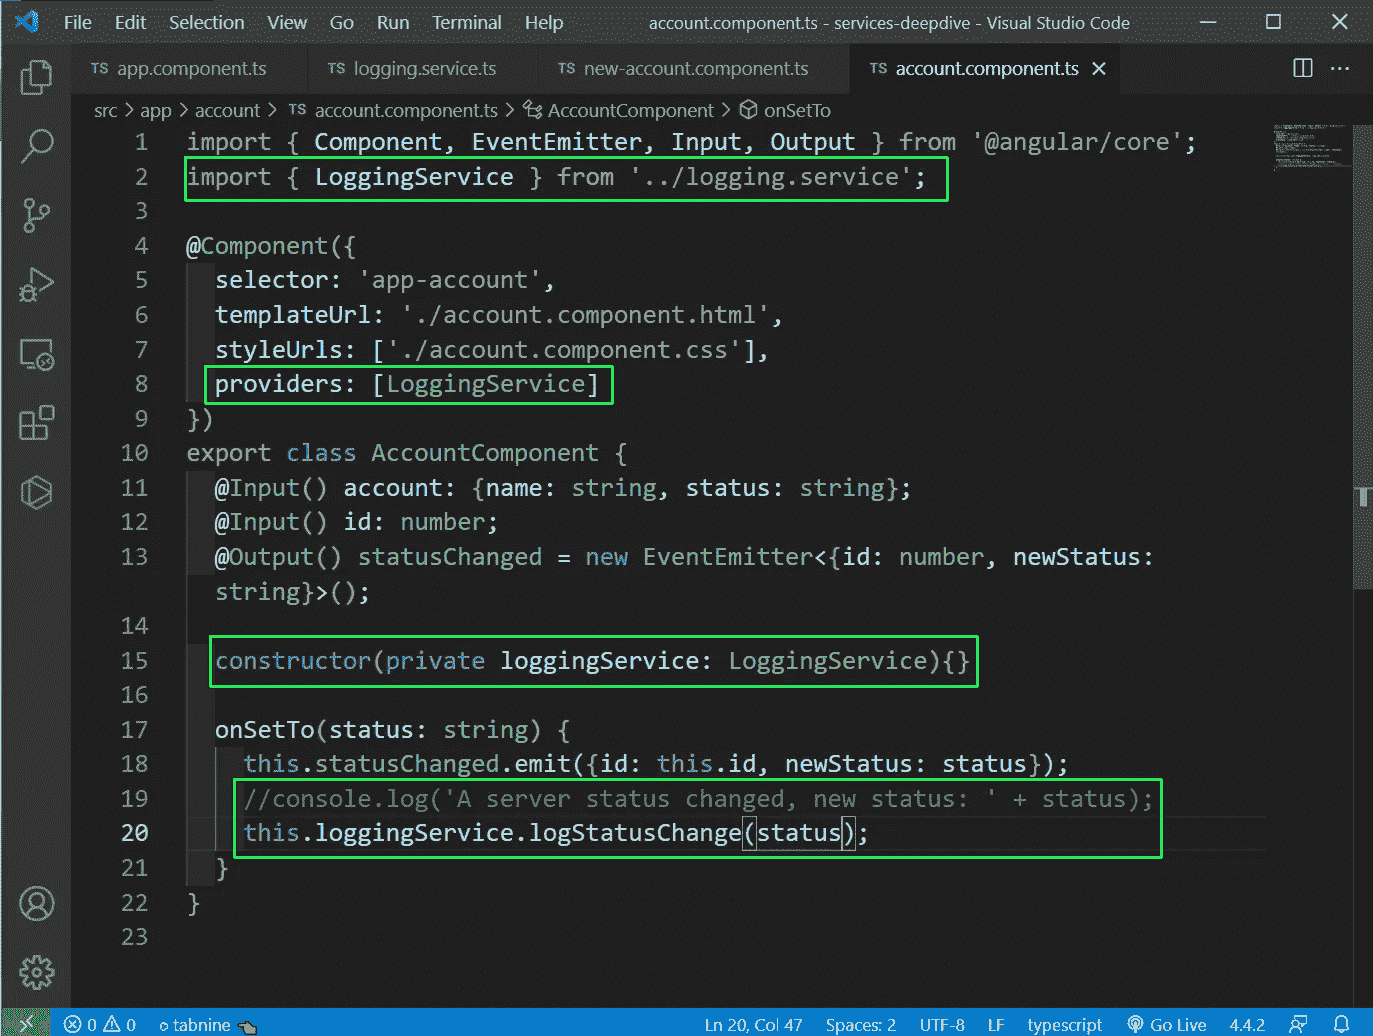 File Edit Selection View Go Run Terminal Help account.component.ts - services-deepdive - Visual Studio Code
TS app.component.ts TS logging.service.ts TS new-account.component.ts TS account.component.ts
src > app > account > TS account.component.ts > AccountComponent > onSetTo
1 import { Component, EventEmitter, Input, Output } from '@angular/core';
2 import { LoggingService } from '../logging.service';
3
4 @Component({
5 selector: 'app-account',
6 templateUrl: './account.component.html',
7 styleUrls: ['./account.component.css'],
8 providers: [LoggingService]
9 })
10 export class AccountComponent {
11 @Input() account: {name: string, status: string};
12 @Input() id: number;
13 @Output() statusChanged = new EventEmitter<{id: number, newStatus:
string}>();
14
15 constructor(private loggingService: LoggingService){}
16
17 onSetTo(status: string) {
18 this.statusChanged.emit({id: this.id, newStatus: status});
19 //console.log('A server status changed, new status: ' + status);
20 this.loggingService.logStatusChange(status);
21 }
22 }
23
0 0 tabnine Ln 20, Col 47 Spaces: 2 UTF-8 LF typescript Go Live 4.4.2